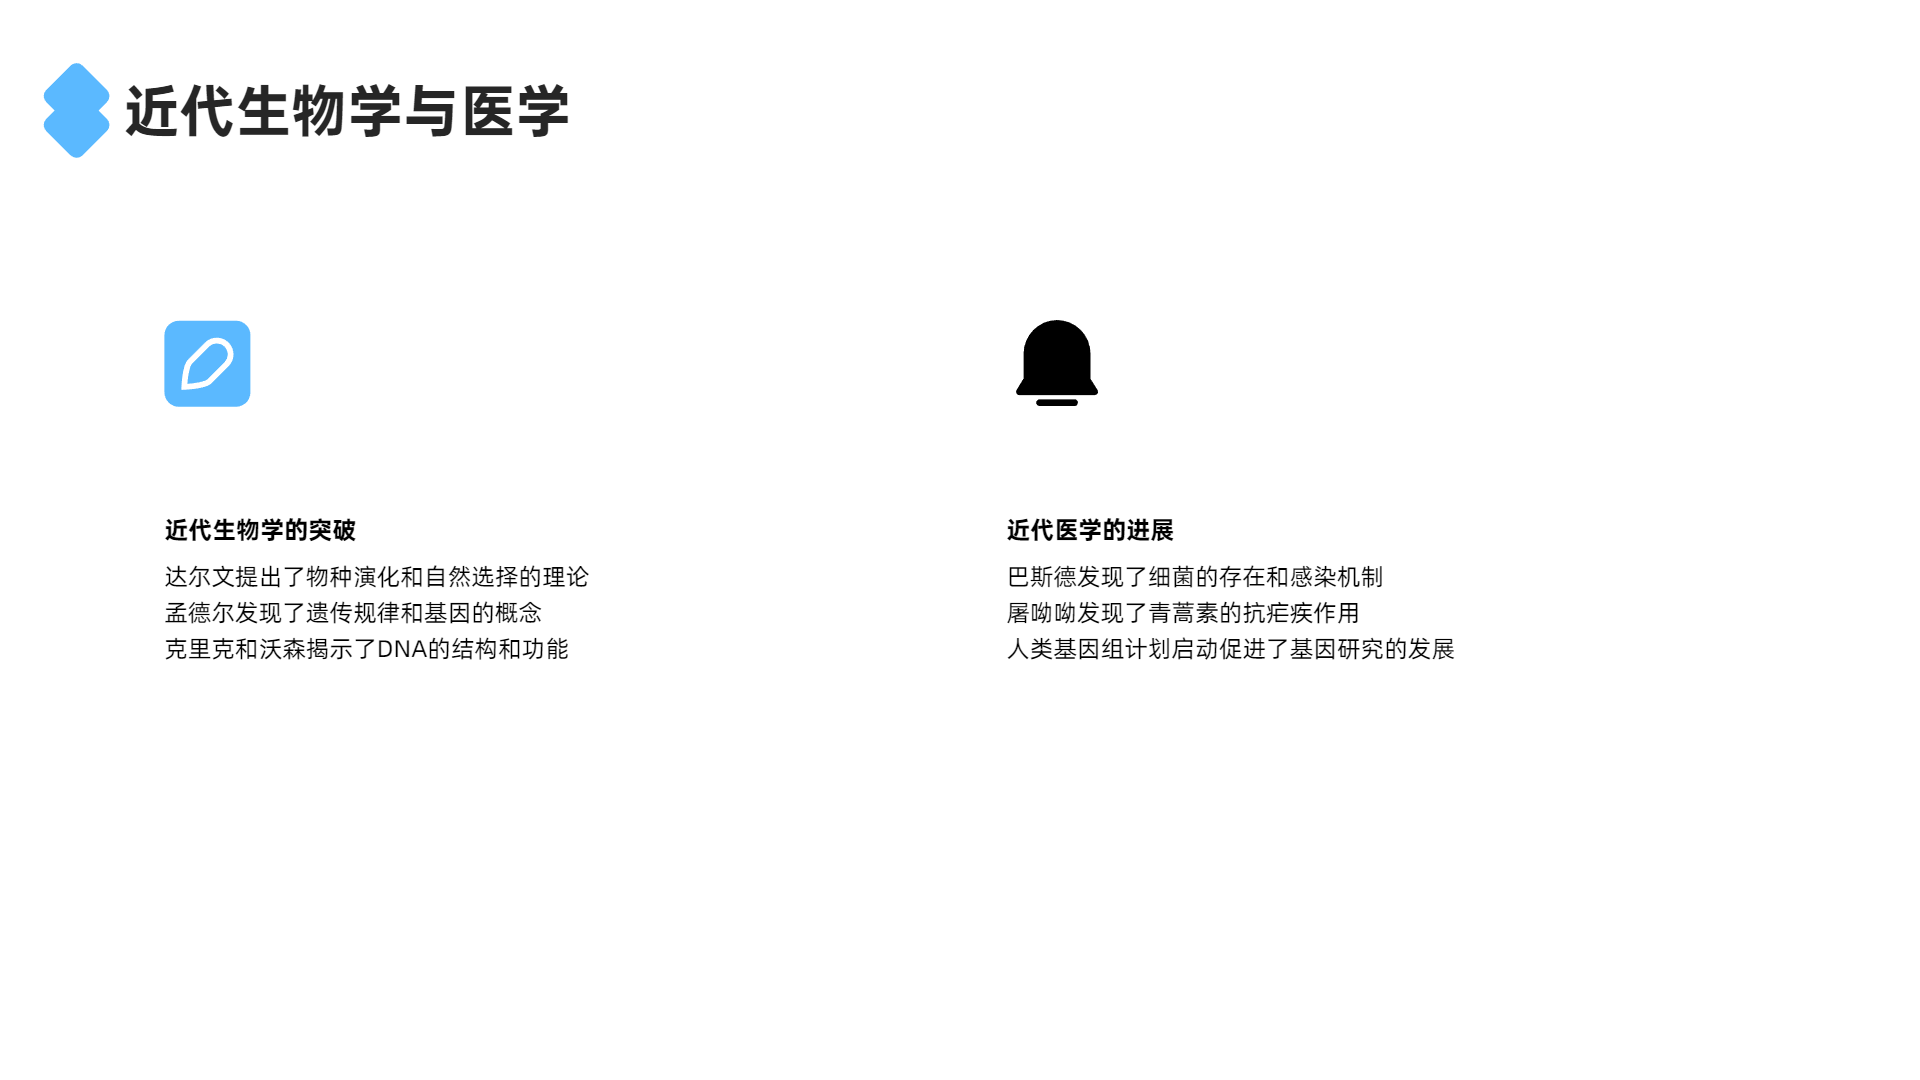 近代生物学与医学
近代生物学的突破
达尔文提出了物种演化和自然选择的理论
孟德尔发现了遗传规律和基因的概念
克里克和沃森揭示了DNA的结构和功能
近代医学的进展
巴斯德发现了细菌的存在和感染机制
屠呦呦发现了青蒿素的抗疟疾作用
人类基因组计划启动促进了基因研究的发展